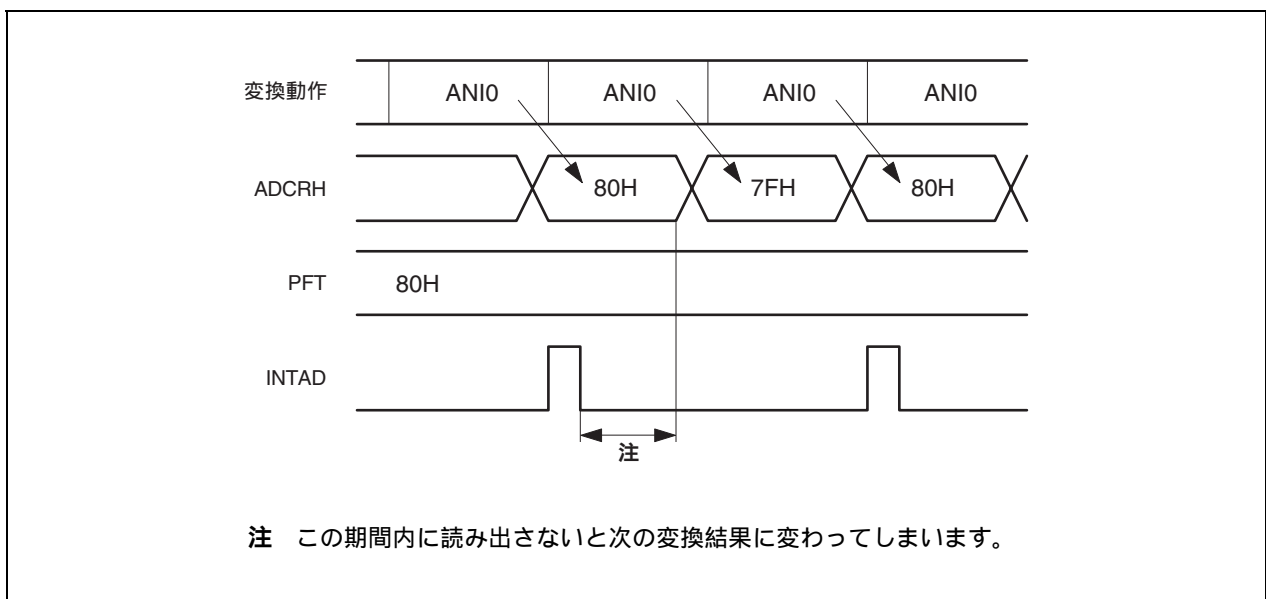 変換動作 ANI0 ANI0 ANI0 ANI0
ADCRH 80H 7FH 80H
PFT 80H
INTAD
注
注 この期間内に読み出さないと次の変換結果に変わってしまいます。